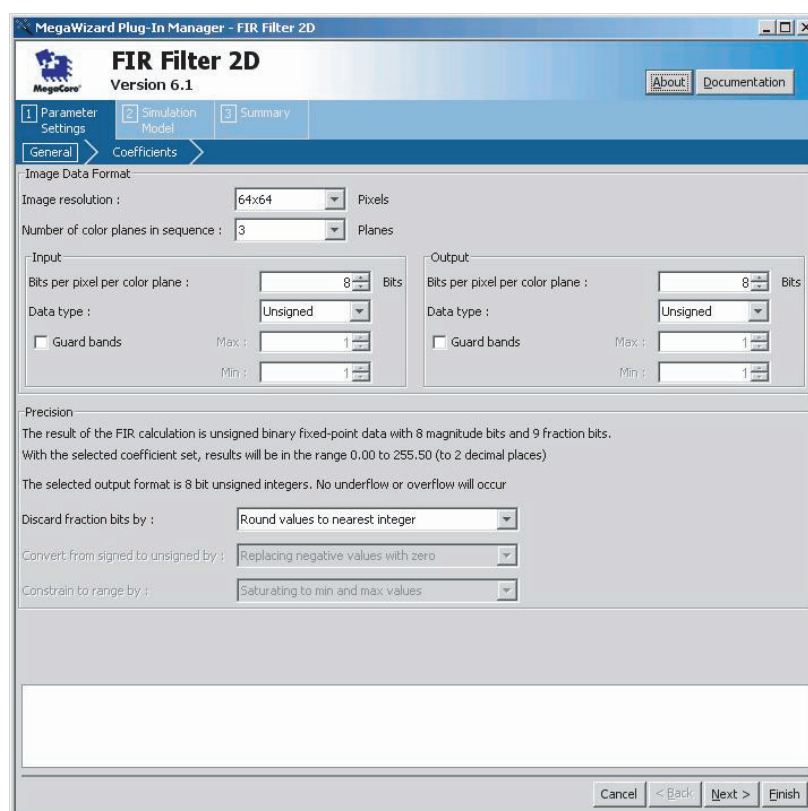 MegaWizard Plug-In Manager - FIR Filter 2D
MegaCore®
FIR Filter 2D
Version 6.1
About Documentation
1 Parameter Settings
2 Simulation Model
3 Summary
General Coefficients
Image Data Format
Image resolution : 64x64 Pixels
Number of color planes in sequence : 3 Planes
Input
Bits per pixel per color plane : 8 Bits
Data type : Unsigned
Guard bands Max : 1
Min : 1
Output
Bits per pixel per color plane : 8 Bits
Data type : Unsigned
Guard bands Max : 1
Min : 1
Precision
The result of the FIR calculation is unsigned binary fixed-point data with 8 magnitude bits and 9 fraction bits.
With the selected coefficient set, results will be in the range 0.00 to 255.50 (to 2 decimal places)
The selected output format is 8 bit unsigned integers. No underflow or overflow will occur
Discard fraction bits by : Round values to nearest integer
Convert from signed to unsigned by : Replacing negative values with zero
Constrain to range by : Saturating to min and max values
Cancel < Back Next > Finish